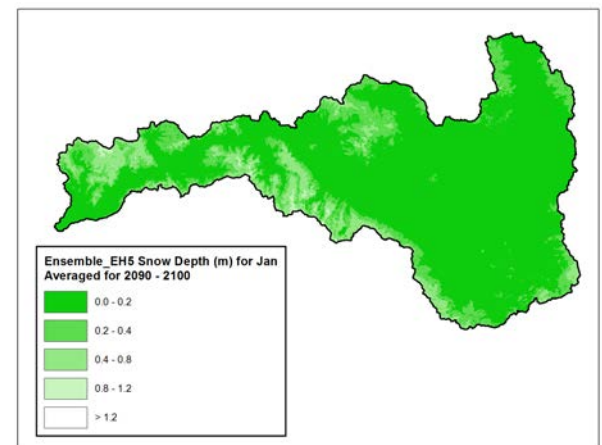 Ensemble_EH5 Snow Depth (m) for Jan
Averaged for 2090 - 2100
0.0 - 0.2
0.2 - 0.4
0.4 - 0.8
0.8 - 1.2
> 1.2